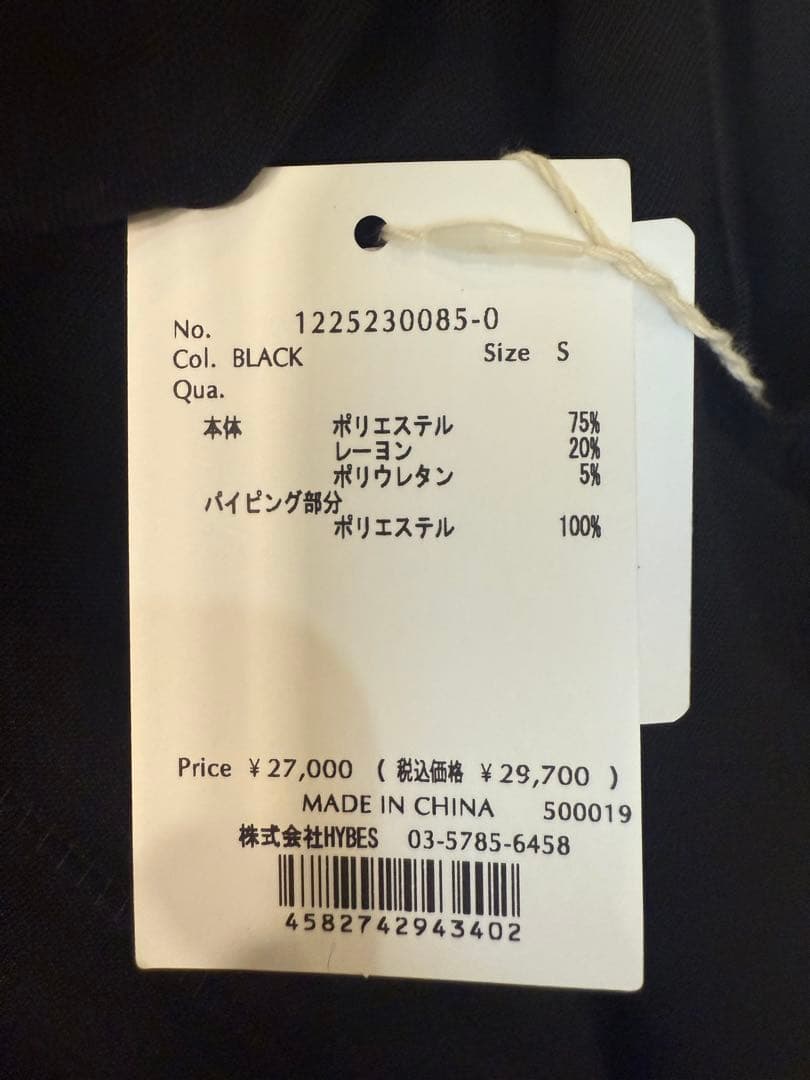 No. 1225230085-0
Col. BLACK Size S
Qua.
本体 ポリエステル 75%
レーヨン 20%
ポリウレタン 5%
パイピング部分
ポリエステル 100%
Price ¥27,000 ( 税込価格 ¥29,700 )
MADE IN CHINA 500019
株式会社HYBES 03-5785-6458
4582742943402